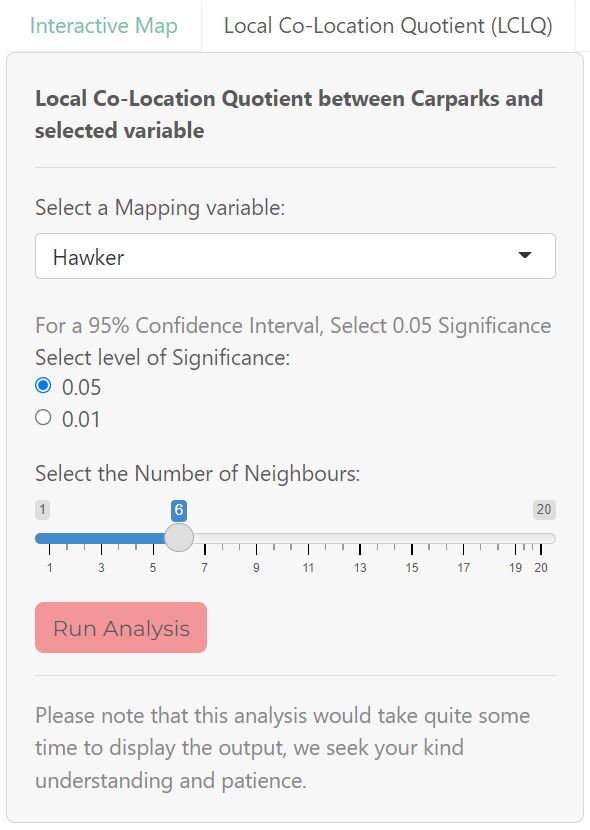 Interactive Map Local Co-Location Quotient (LCLQ)
Local Co-Location Quotient between Carparks and
selected variable
Select a Mapping variable:
Hawker
For a 95% Confidence Interval, Select 0.05 Significance
Select level of Significance:
0.05
0.01
Select the Number of Neighbours:
1 6 20
1 3 5 7 9 11 13 15 17 19 20
Run Analysis
Please note that this analysis would take quite some
time to display the output, we seek your kind
understanding and patience.